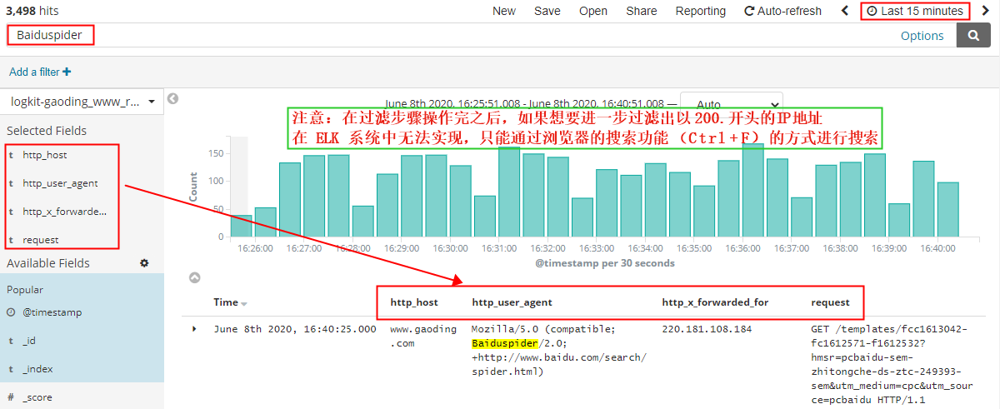 3,498 hits
New Save Open Share Reporting Auto-refresh Last 15 minutes
Baiduspider
Options
Add a filter
logkit-gaoding_www_r...
June 8th 2020, 16:25:51.008 - June 8th 2020, 16:40:51.008 — Auto
注意：在过滤步骤操作完之后，如果想要进一步过滤出以200.开头的IP地址
在 ELK 系统中无法实现，只能通过浏览器的搜索功能（Ctrl+F）的方式进行搜索
Selected Fields
t http_host
t http_user_agent
t http_x_forwarde...
t request
Available Fields
Popular
@timestamp
t _id
t _index
# _score
Count
150
100
50
0
16:26:00 16:27:00 16:28:00 16:29:00 16:30:00 16:31:00 16:32:00 16:33:00 16:34:00 16:35:00 16:36:00 16:37:00 16:38:00 16:39:00 16:40:00
@timestamp per 30 seconds
Time http_host http_user_agent http_x_forwarded_for request
June 8th 2020, 16:40:25.000 www.gaoding Mozilla/5.0 (compatible; 220.181.108.184 GET /templates/fcc1613042-
.com Baiduspider/2.0; fc1612571-f1612532?
+http://www.baidu.com/search/ hmsr=pcbaidu-sem-
spider.html) zhitongche-ds-ztc-249393-
sem&utm_medium=cpc&utm_sour
ce=pcbaidu HTTP/1.1